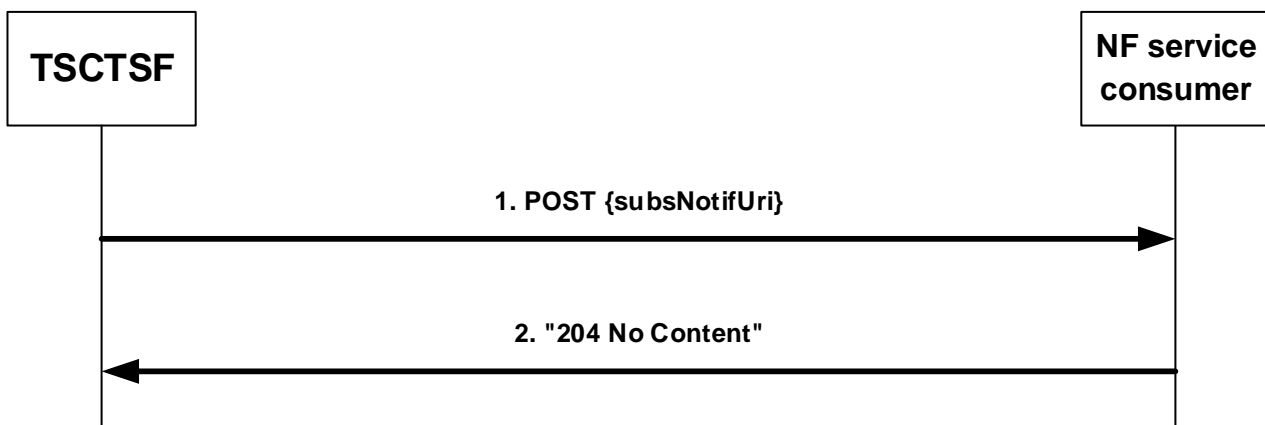 TSCTSF
NF service
consumer
1. POST {subsNotifUri}
2. "204 No Content"